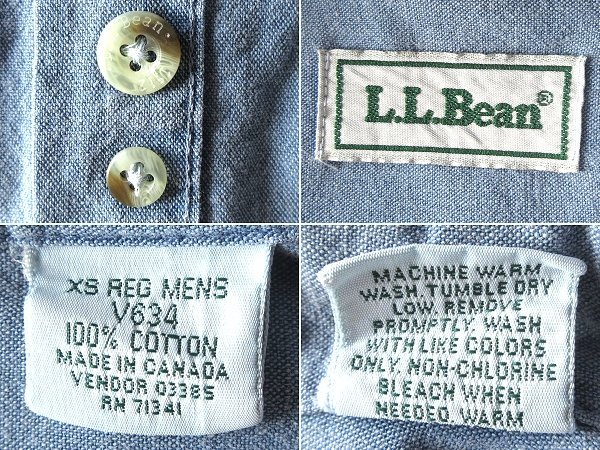 Bean.
L.L.Bean®
XS REG MENS
V634
100% COTTON
MADE IN CANADA
VENDOR 03385
RN 71341
MACHINE WARM
WASH, TUMBLE DRY
LOW. REMOVE
PROMPTLY. WASH
WITH LIKE COLORS
ONLY. NON-CHLORINE
BLEACH WHEN
NEEDED. WARM